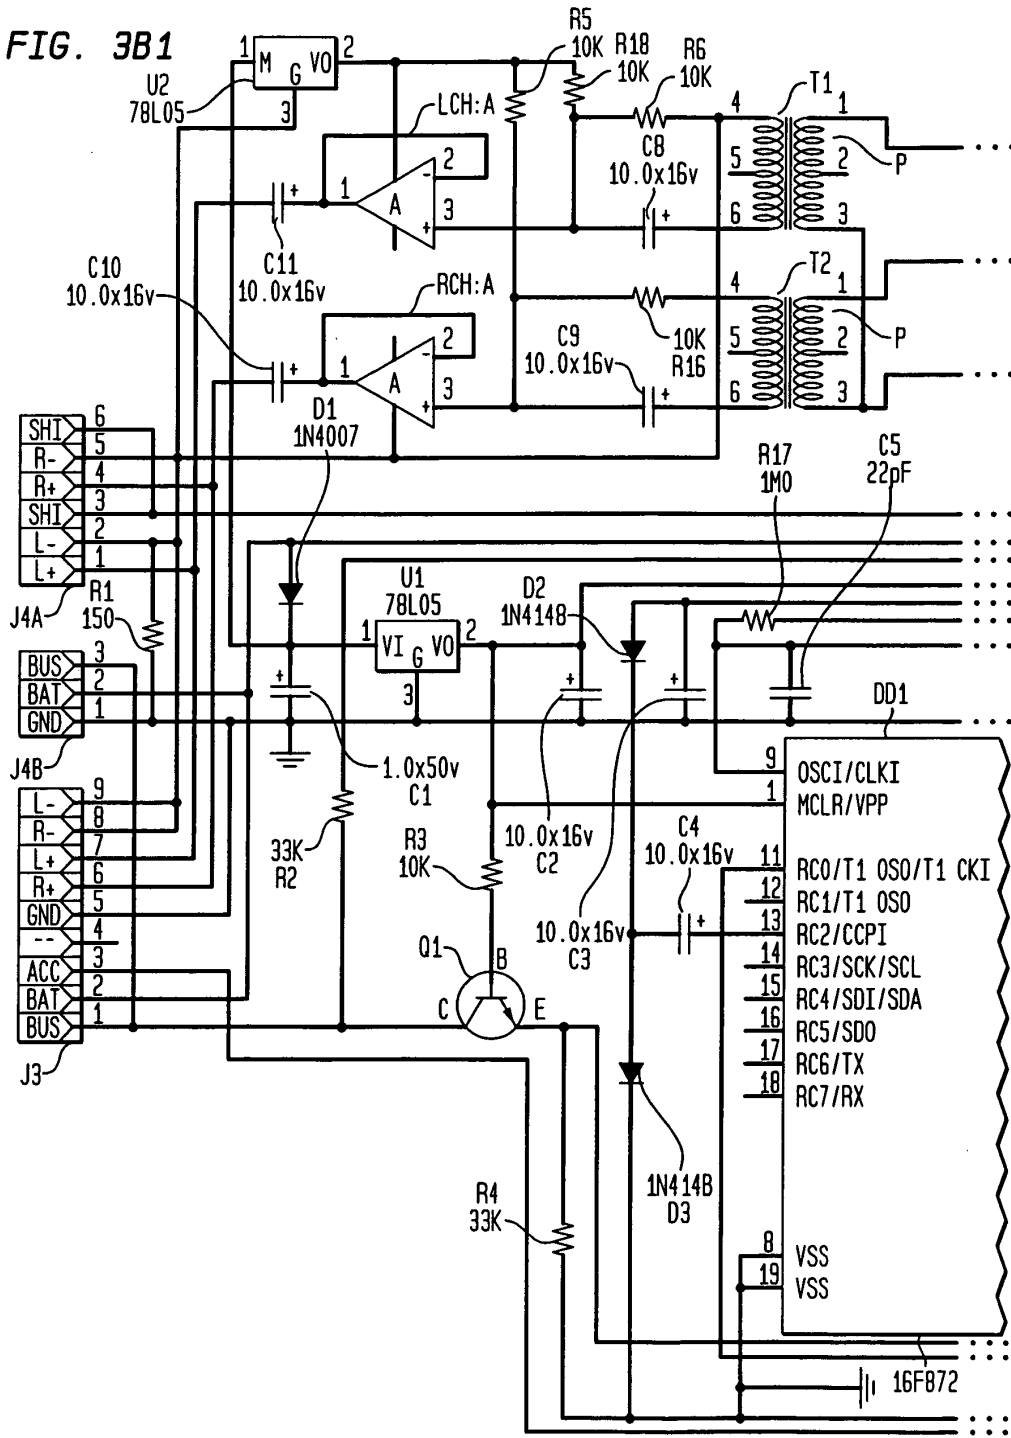 FIG. 3B1
1 M VO 2
G
3
U2
78L05
R5
10K
R18
10K
R6
10K
LCH:A
2
-
1 A
3
+
C8
10.0x16v
+
4 T1 1
5 2 P
6 3
+
C11
10.0x16v
C10
10.0x16v
RCH:A
2
-
1 A
3
+
+
10K
R16
C9
10.0x16v
+
4 T2 1
5 2 P
6 3
D1
1N4007
SHI 6
R- 5
R+ 4
SHI 3
L- 2
L+ 1
J4A
R1
150
R17
1M0
C5
22pF
U1
78L05
1 VI VO 2
G
3
D2
1N4148
BUS 3
BAT 2
GND 1
J4B
+
1.0x50v
C1
+
10.0x16v
C2
+
10.0x16v
C3
DD1
9 OSCI/CLKI
1 MCLR/VPP
11 RC0/T1 OSO/T1 CKI
12 RC1/T1 OSO
13 RC2/CCPI
14 RC3/SCK/SCL
15 RC4/SDI/SDA
16 RC5/SDO
17 RC6/TX
18 RC7/RX
8 VSS
19 VSS
16F872
L- 9
R- 8
L+ 7
R+ 6
GND 5
-- 4
ACC 3
BAT 2
BUS 1
J3
33K
R2
R3
10K
C4
10.0x16v
+
Q1 B
C E
1N414B
D3
R4
33K